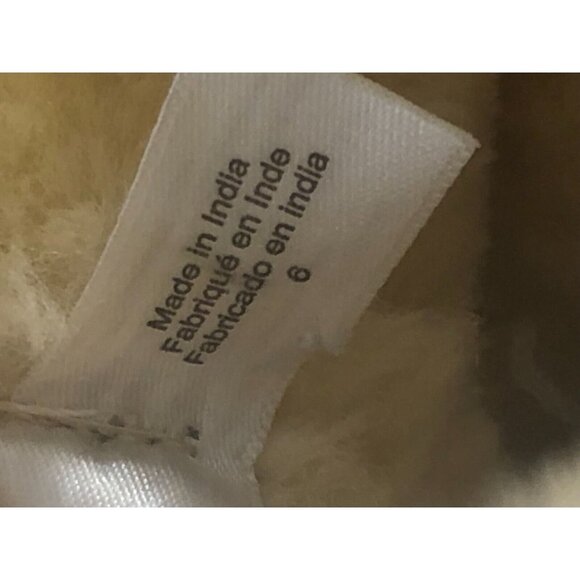 Made in India
Fabriqué en Inde
Fabricado en india
6